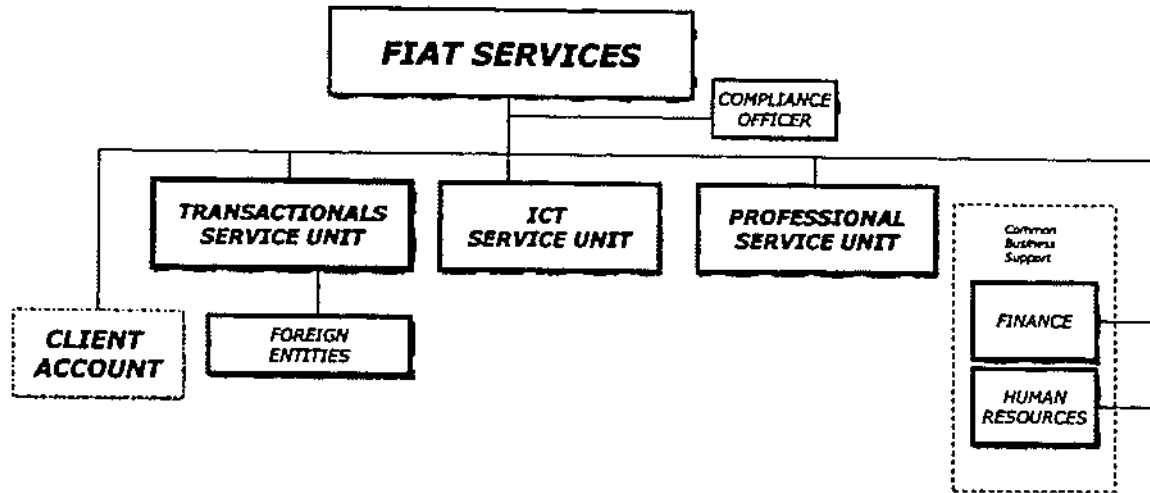 FIAT SERVICES
COMPLIANCE
OFFICER
TRANSACTIONALS
SERVICE UNIT
ICT
SERVICE UNIT
PROFESSIONAL
SERVICE UNIT
Common
Business
Support
CLIENT
ACCOUNT
FOREIGN
ENTITIES
FINANCE
HUMAN
RESOURCES